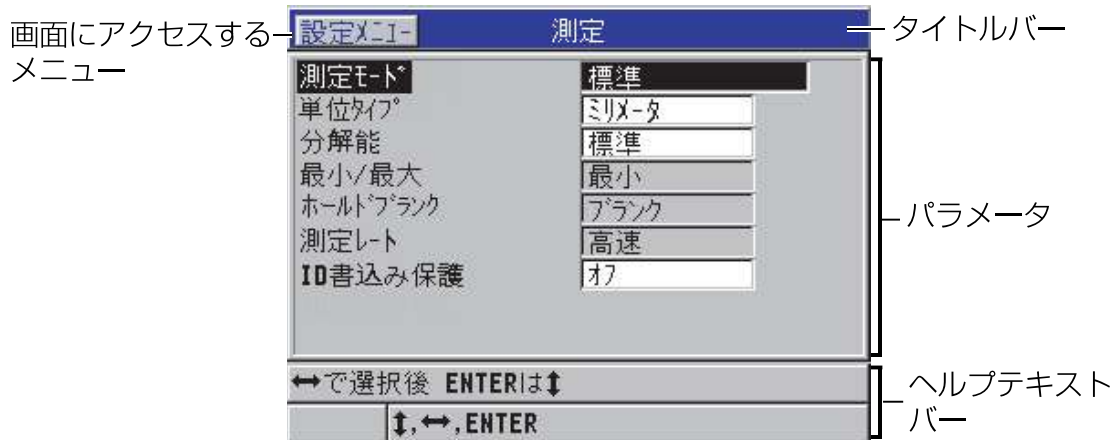 画面にアクセスする
メニュー
設定ﾒﾆｭｰ 測定
タイトルバー
測定ﾓｰﾄﾞ 標準
単位ﾀｲﾌﾟ ﾐﾘﾒｰﾀ
分解能 標準
最小/最大 最小
ﾎｰﾙﾄﾞﾌﾞﾗﾝｸ ﾌﾞﾗﾝｸ
測定ﾚｰﾄ 高速
ID書込み保護 ｵﾌ
パラメータ
↔で選択後 ENTERは↕
↕,↔,ENTER
ヘルプテキスト
バー